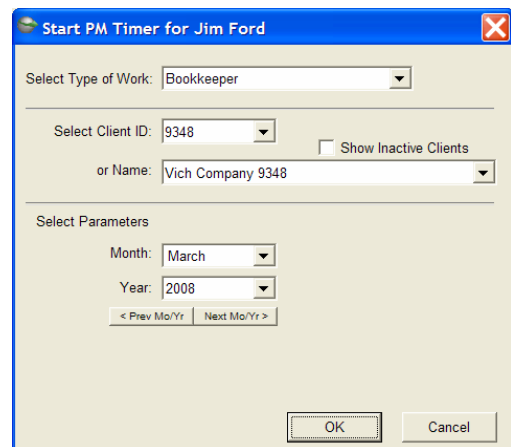 Start PM Timer for Jim Ford
Select Type of Work: Bookkeeper
Select Client ID: 9348
Show Inactive Clients
or Name: Vich Company 9348
Select Parameters
Month: March
Year: 2008
< Prev Mo/Yr Next Mo/Yr >
OK Cancel